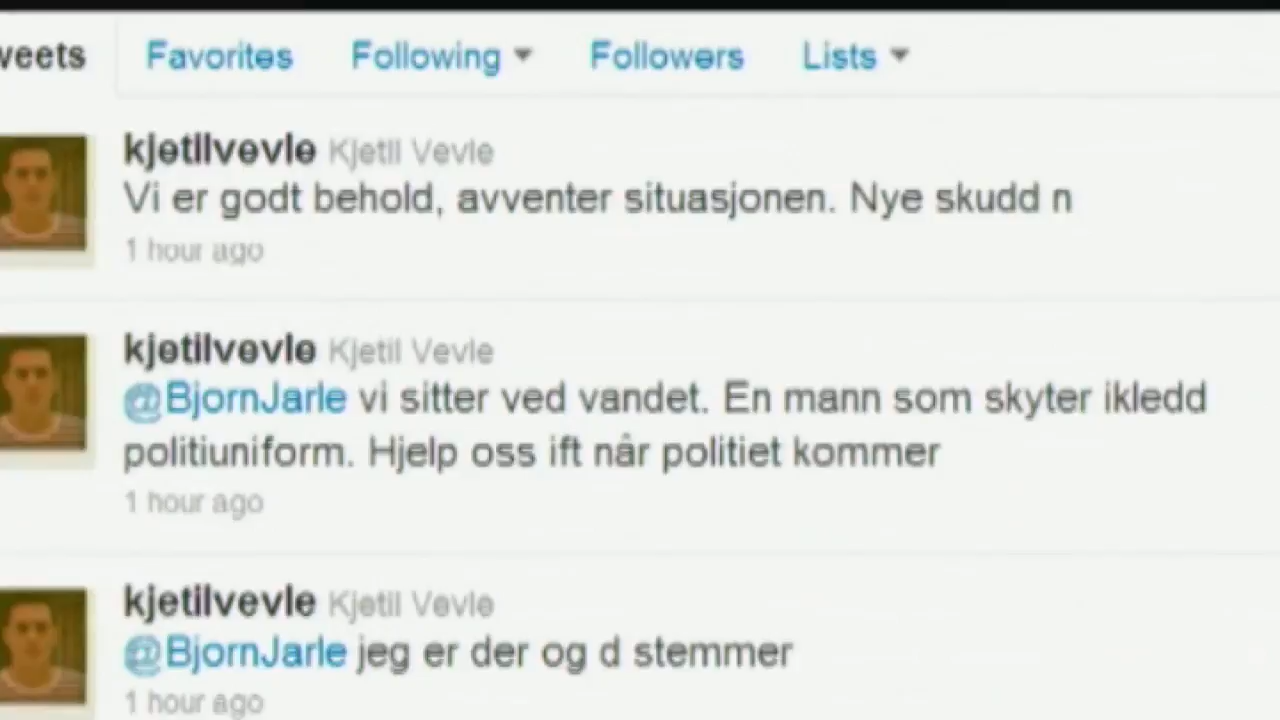 weets Favorites Following Followers Lists
kjetilvevle Kjetil Vevle
Vi er godt behold, avventer situasjonen. Nye skudd n
1 hour ago
kjetilvevle Kjetil Vevle
@BjornJarle vi sitter ved vandet. En mann som skyter ikledd
politiuniform. Hjelp oss ift når politiet kommer
1 hour ago
kjetilvevle Kjetil Vevle
@BjornJarle jeg er der og d stemmer
1 hour ago